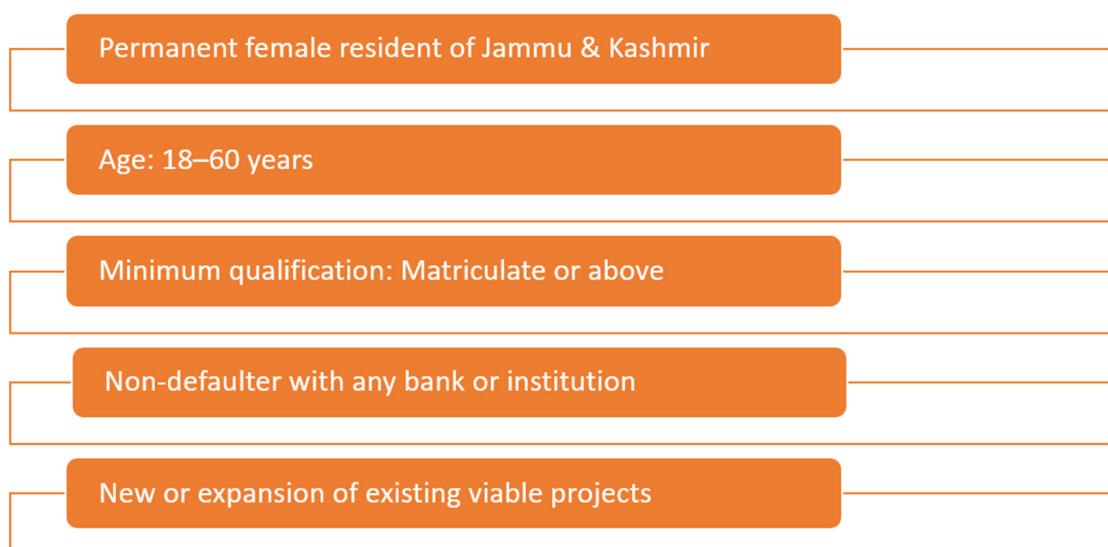 Permanent female resident of Jammu & Kashmir
Age: 18–60 years
Minimum qualification: Matriculate or above
Non-defaulter with any bank or institution
New or expansion of existing viable projects